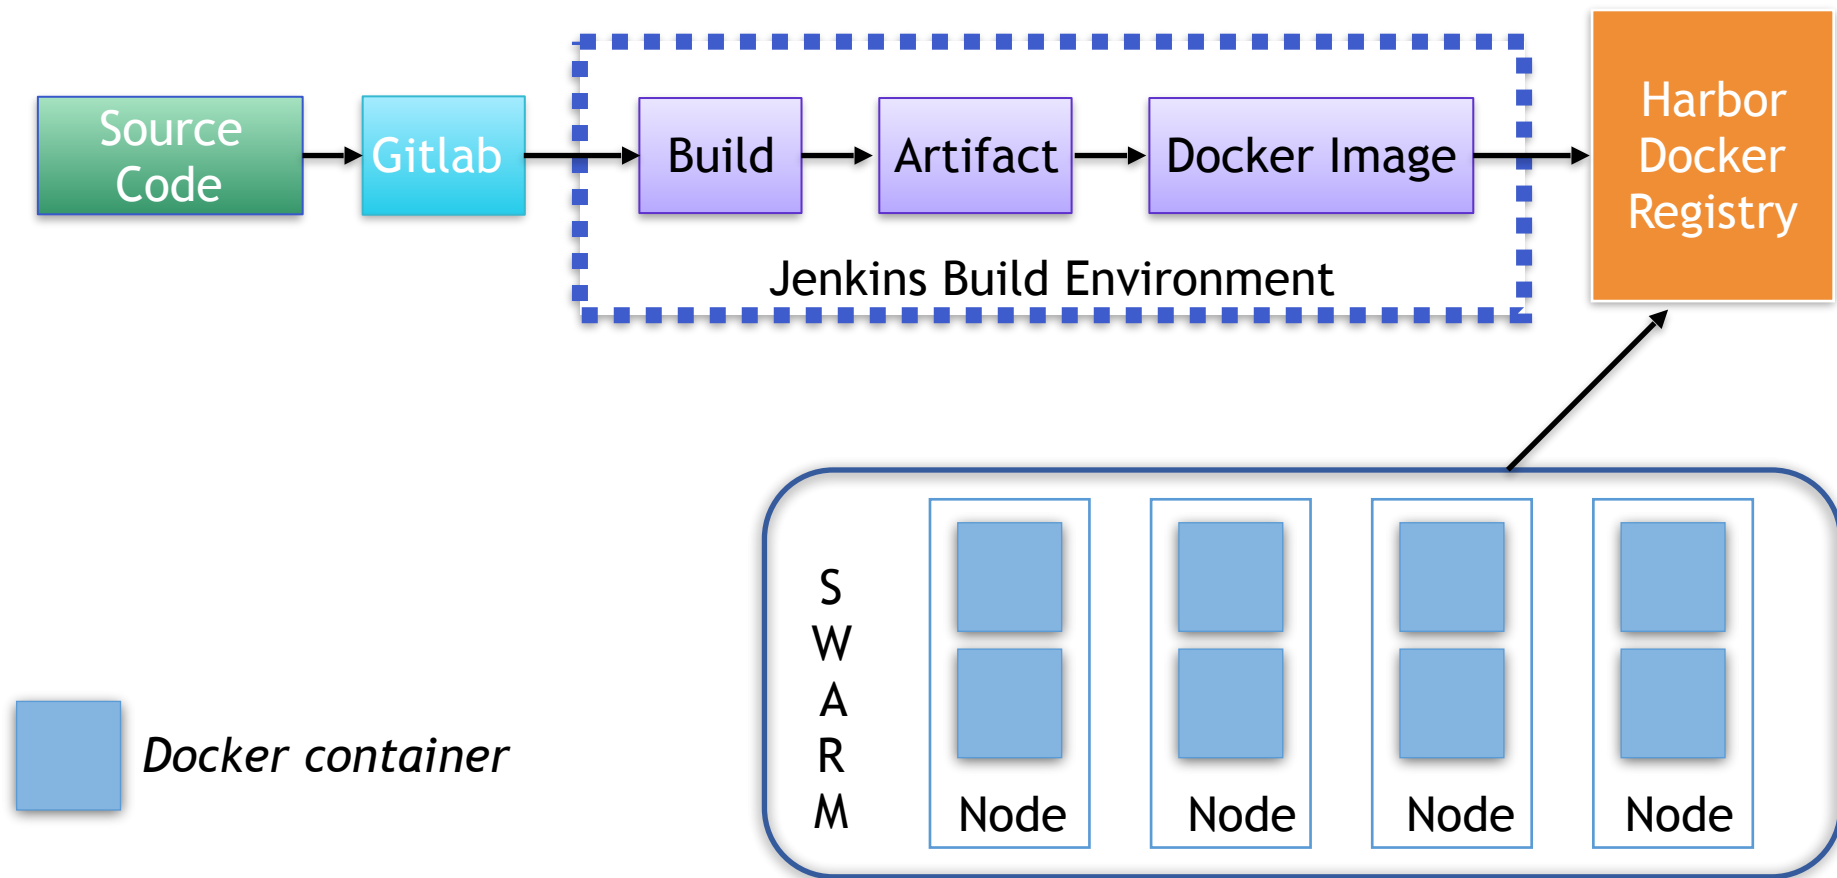 Source
Code
Gitlab
Build
Artifact
Docker Image
Jenkins Build Environment
Harbor
Docker
Registry
S
W
A
R
M
Node
Node
Node
Node
Docker container